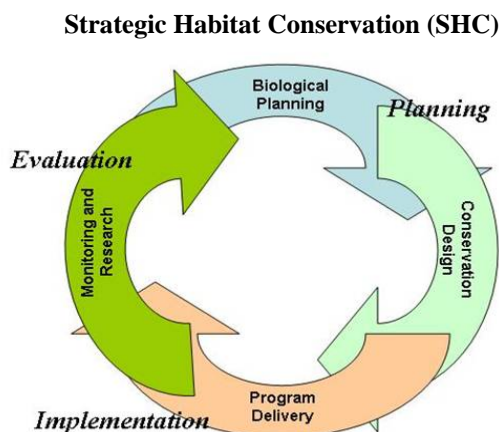 Strategic Habitat Conservation (SHC)
Biological
Planning
Planning
Evaluation
Monitoring and
Research
Conservation
Design
Program
Delivery
Implementation